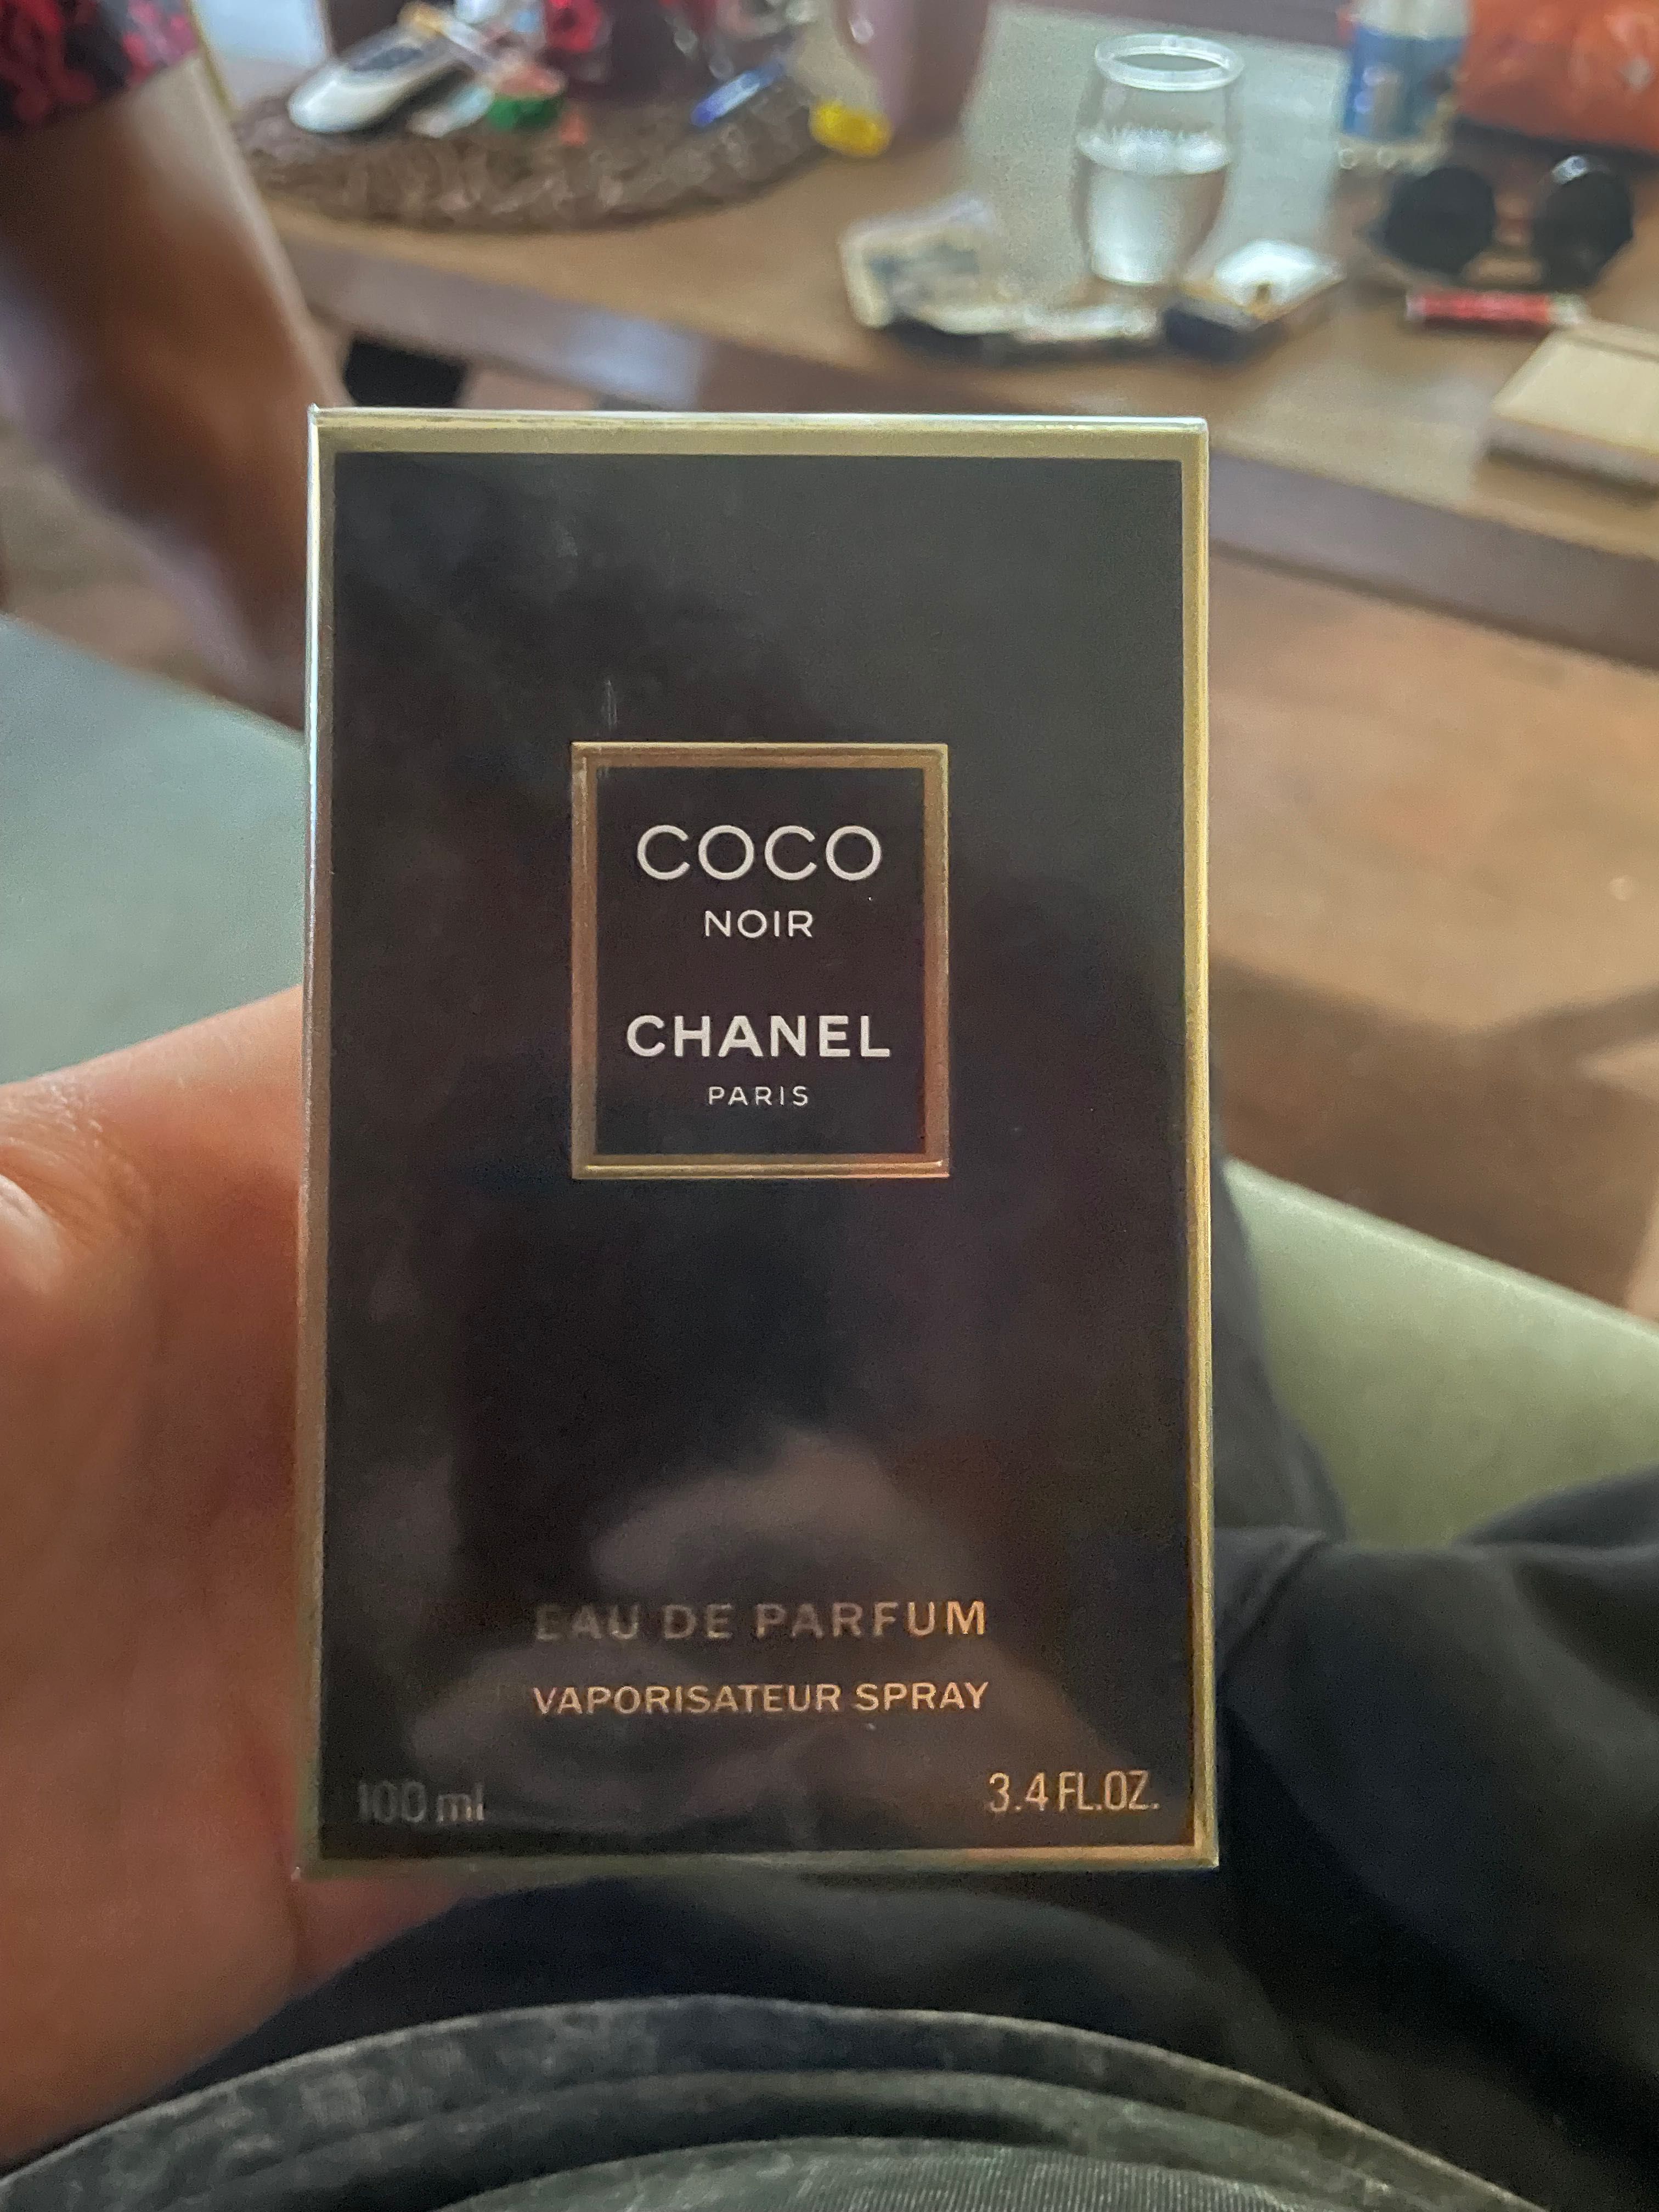 COCO
NOIR
CHANEL
PARIS
EAU DE PARFUM
VAPORISATEUR SPRAY
100 ml
3.4 FL.OZ.